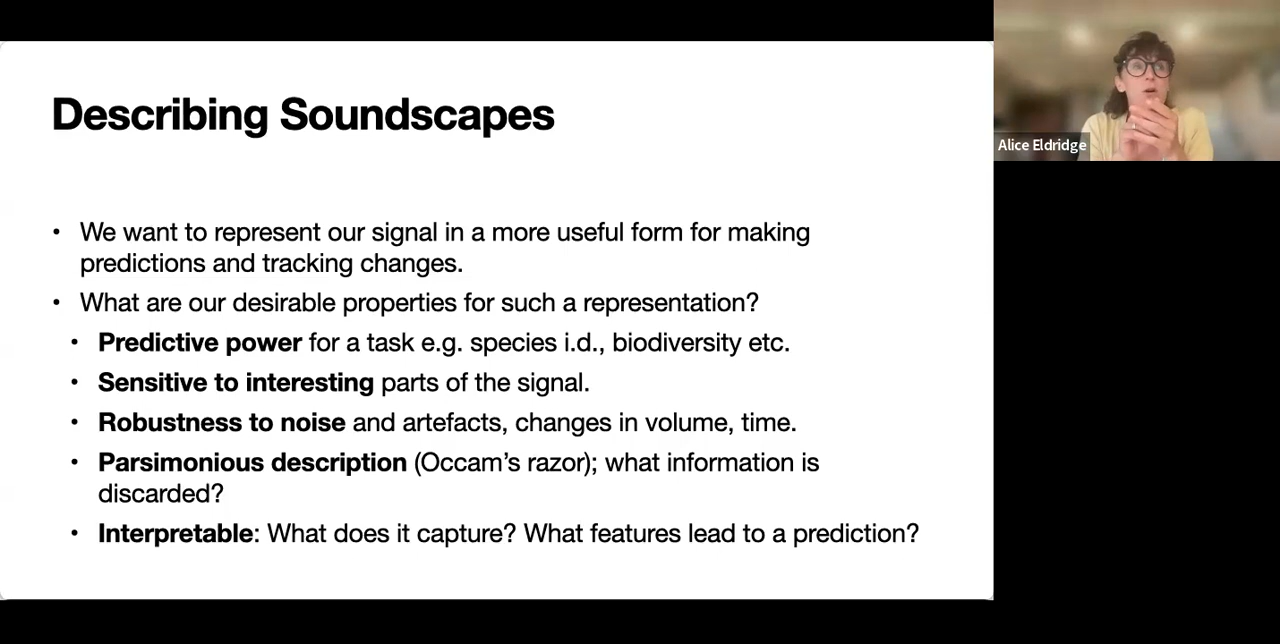 Describing Soundscapes
• We want to represent our signal in a more useful form for making
predictions and tracking changes.
• What are our desirable properties for such a representation?
• Predictive power for a task e.g. species i.d., biodiversity etc.
• Sensitive to interesting parts of the signal.
• Robustness to noise and artefacts, changes in volume, time.
• Parsimonious description (Occam’s razor); what information is
discarded?
• Interpretable: What does it capture? What features lead to a prediction?
Alice Eldridge